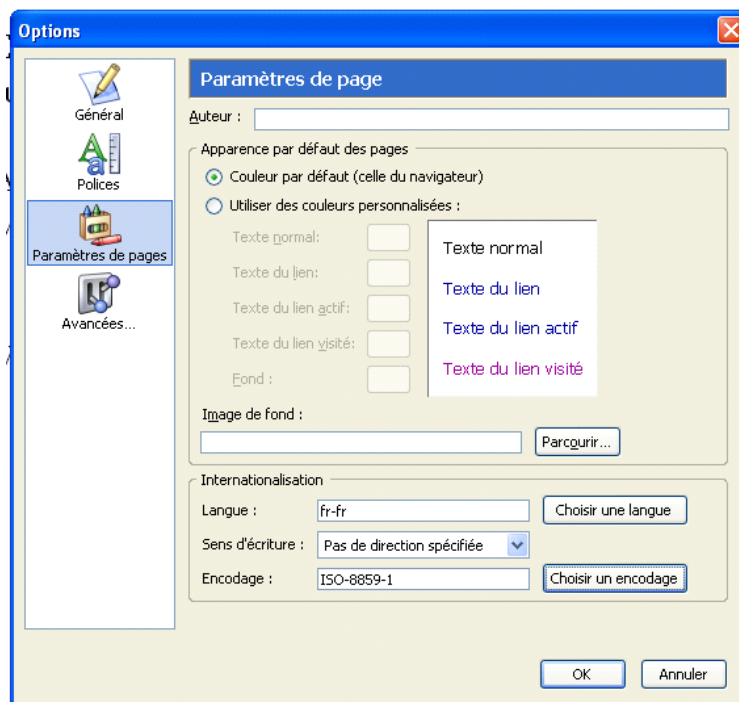 Options
Général
Polices
Paramètres de pages
Avancées...
Paramètres de page
Auteur :
Apparence par défaut des pages
Couleur par défaut (celle du navigateur)
Utiliser des couleurs personnalisées :
Texte normal:
Texte du lien:
Texte du lien actif:
Texte du lien visité:
Fond :
Texte normal
Texte du lien
Texte du lien actif
Texte du lien visité
Image de fond :
Parcourir...
Internationalisation
Langue : fr-fr Choisir une langue
Sens d'écriture : Pas de direction spécifiée
Encodage : ISO-8859-1 Choisir un encodage
OK Annuler